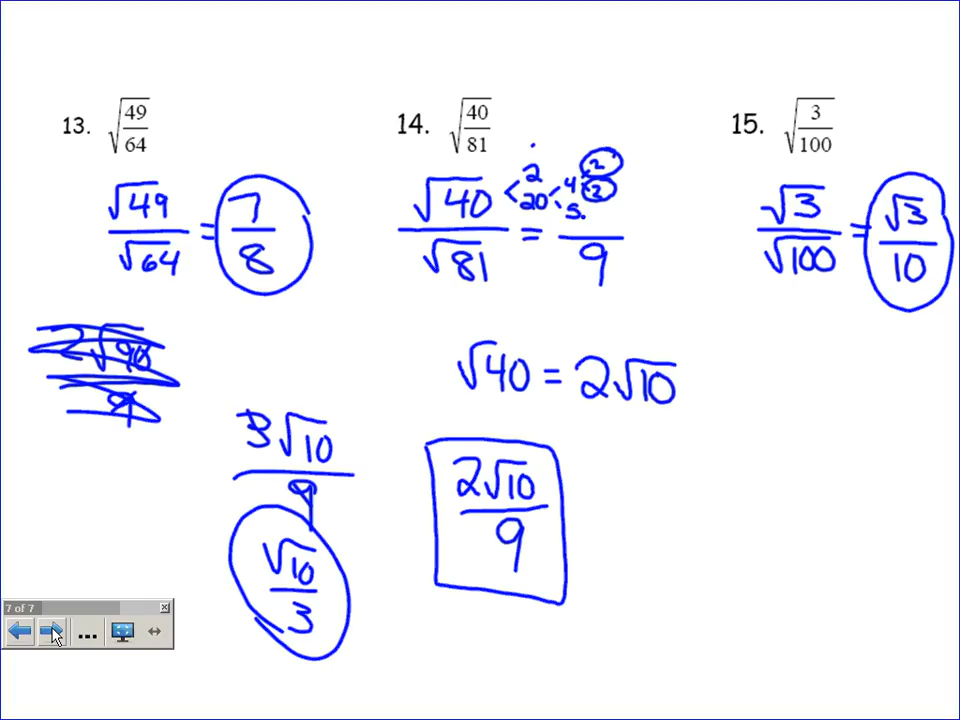 13. √(49/64)
√49/√64 = 7/8
14. √(40/81)
√40/√81 = /9
2
20
4
5
2
2
√40 = 2√10
2√10/9
15. √(3/100)
√3/√100 = √3/10
3√10/9
√10/3
7 of 7
...